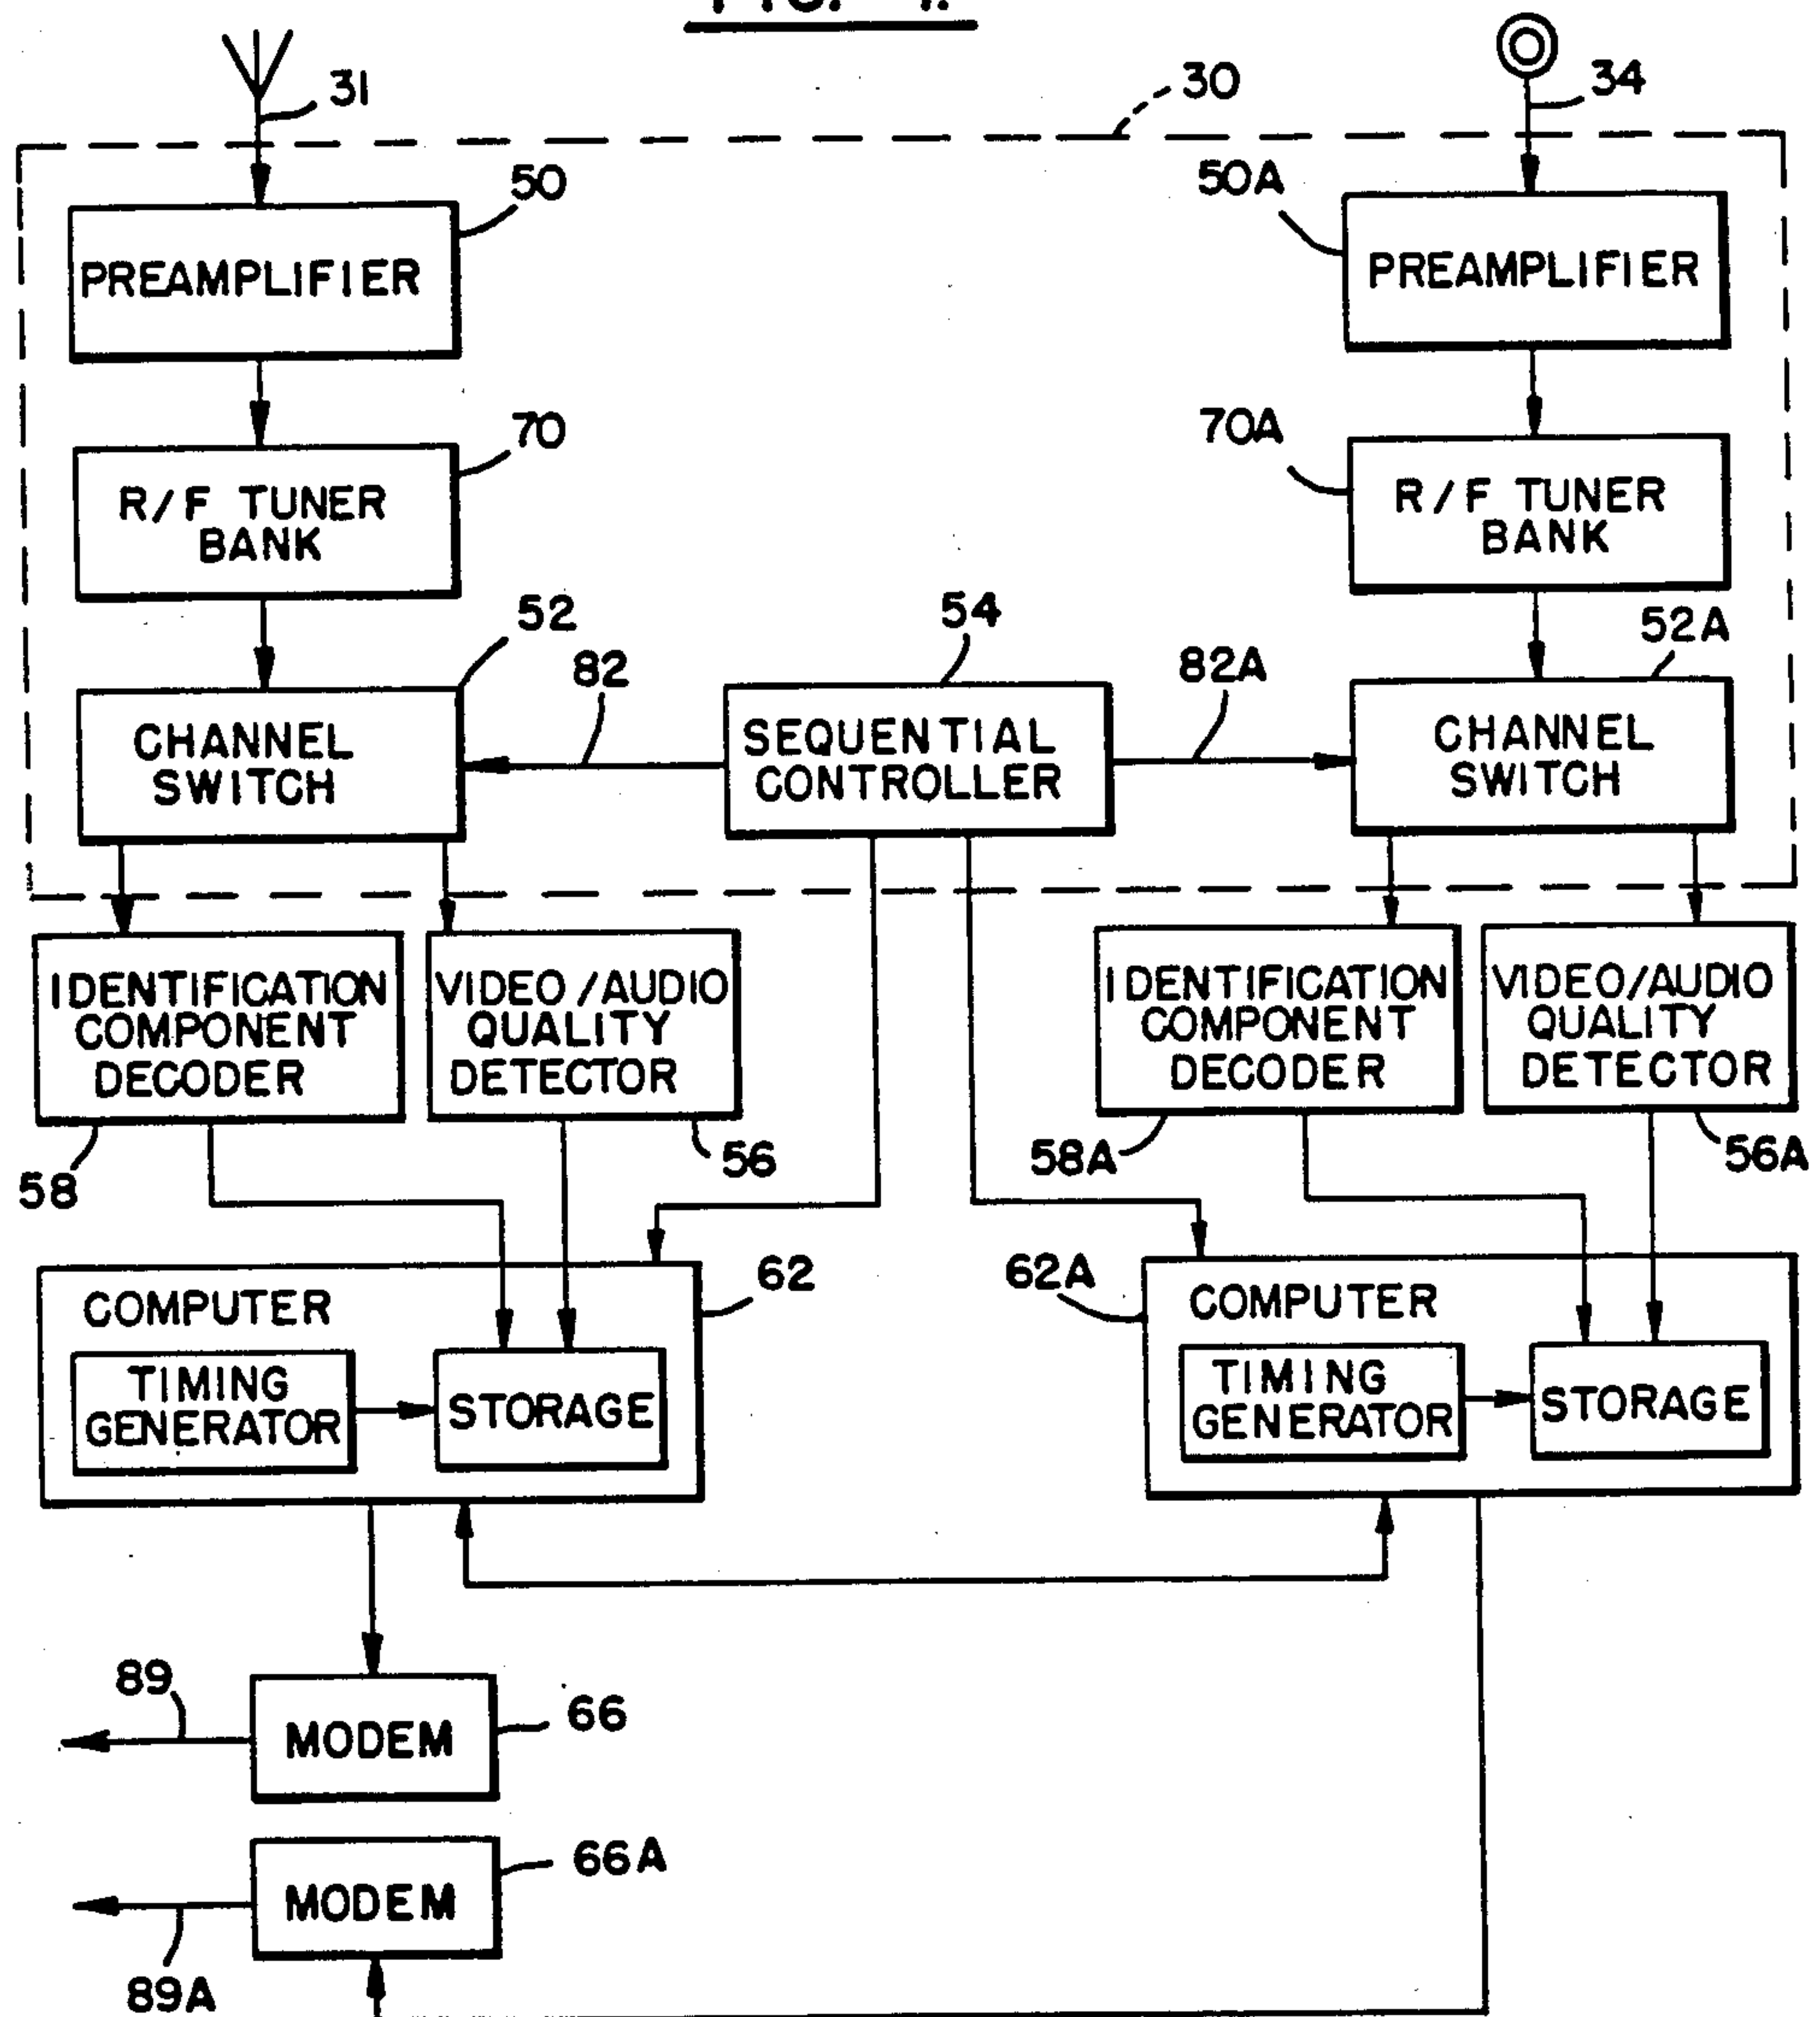 31
30
34
50
50A
PREAMPLIFIER
PREAMPLIFIER
70
70A
R/F TUNER
BANK
R/F TUNER
BANK
52
54
52A
82
82A
CHANNEL
SWITCH
SEQUENTIAL
CONTROLLER
CHANNEL
SWITCH
IDENTIFICATION
COMPONENT
DECODER
VIDEO/AUDIO
QUALITY
DETECTOR
IDENTIFICATION
COMPONENT
DECODER
VIDEO/AUDIO
QUALITY
DETECTOR
58
56
58A
56A
62
62A
COMPUTER
TIMING
GENERATOR
STORAGE
COMPUTER
TIMING
GENERATOR
STORAGE
89
MODEM
66
MODEM
66A
89A